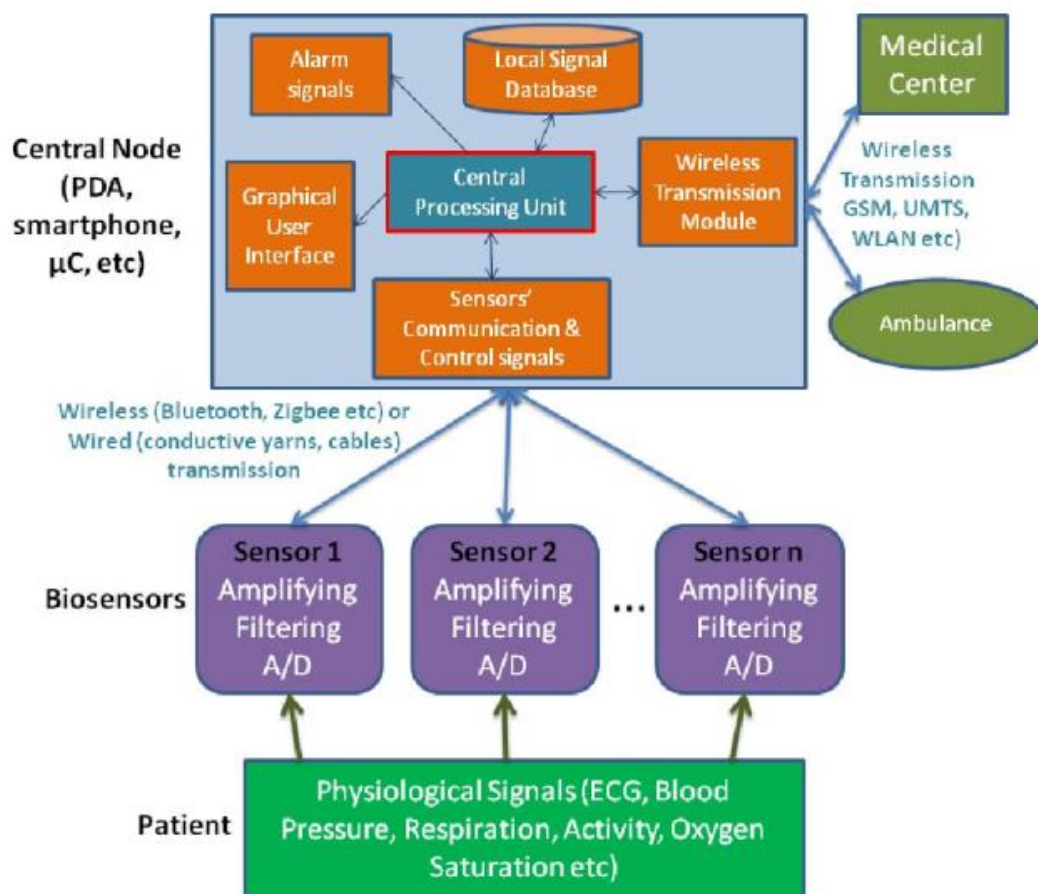 Alarm
signals
Local Signal
Database
Medical
Center
Central Node
(PDA,
smartphone,
μC, etc)
Graphical
User
Interface
Central
Processing Unit
Wireless
Transmission
Module
Wireless
Transmission
GSM, UMTS,
WLAN etc)
Sensors'
Communication &
Control signals
Ambulance
Wireless (Bluetooth, Zigbee etc) or
Wired (conductive yarns, cables)
transmission
Biosensors
Sensor 1
Amplifying
Filtering
A/D
Sensor 2
Amplifying
Filtering
A/D
...
Sensor n
Amplifying
Filtering
A/D
Patient
Physiological Signals (ECG, Blood
Pressure, Respiration, Activity, Oxygen
Saturation etc)